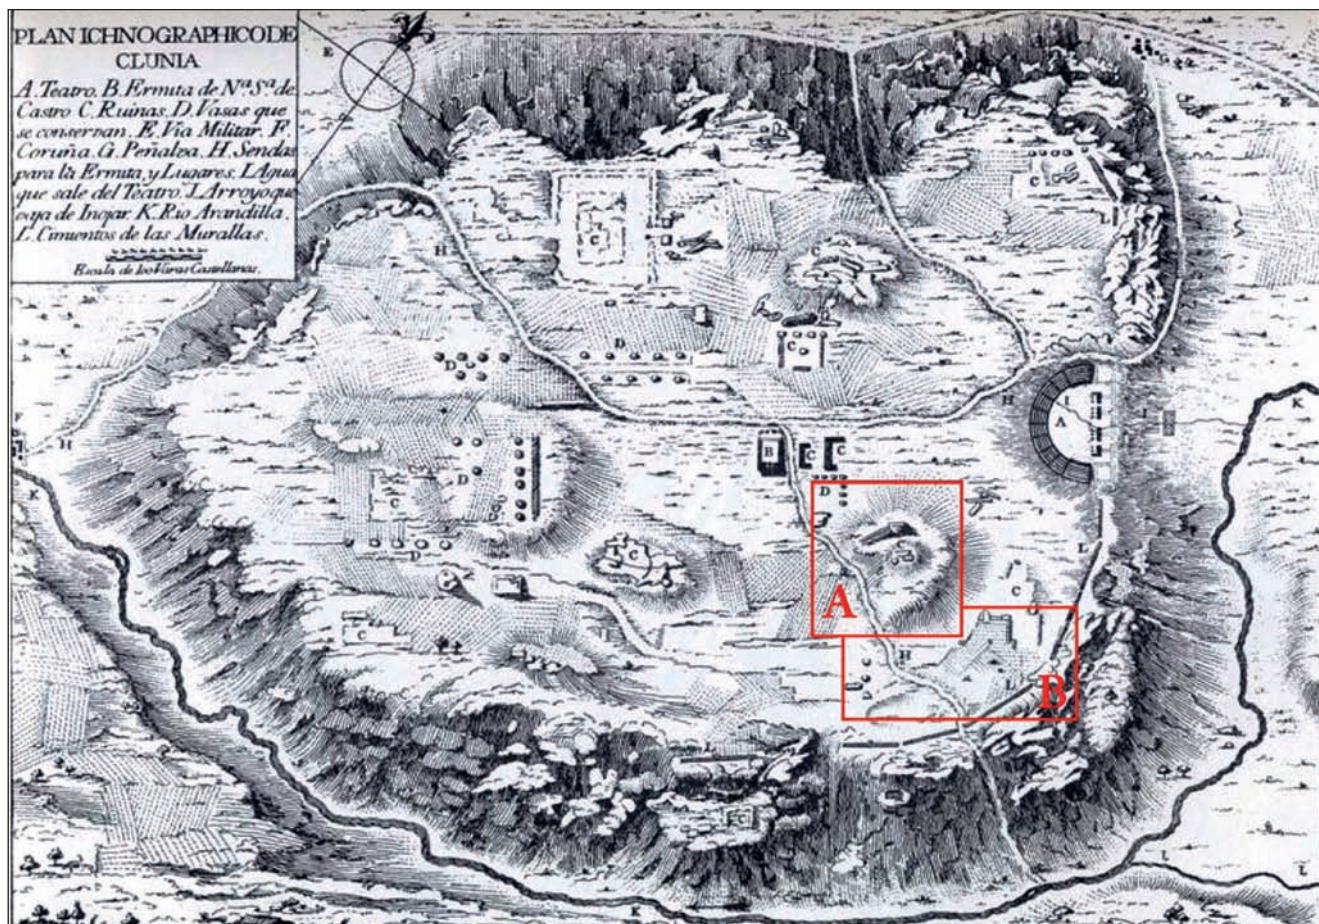 PLAN ICHNOGRAPHICO DE
CLUNIA
A. Teatro. B. Ermita de Nª. Sª. de
Castro C. Ruinas. D. Vasas que
se conservan. E. Via Militar. F.
Coruña. G. Peñalva. H. Sendas
para la Ermita, y Lugares. I. Agua
que sale del Teatro. J. Arroyo que
vaja de Inojar. K. Rio Arandilla.
L. Cimientos de las Murallas.
Escala de 100 Varas Castellanas.
E
C
C
H
C
D
C
D
K
H
H
I
A
I
F
H
B
C
C
D
D
C
K
L
D
C
C
C
A
C
H
L
B
C
K